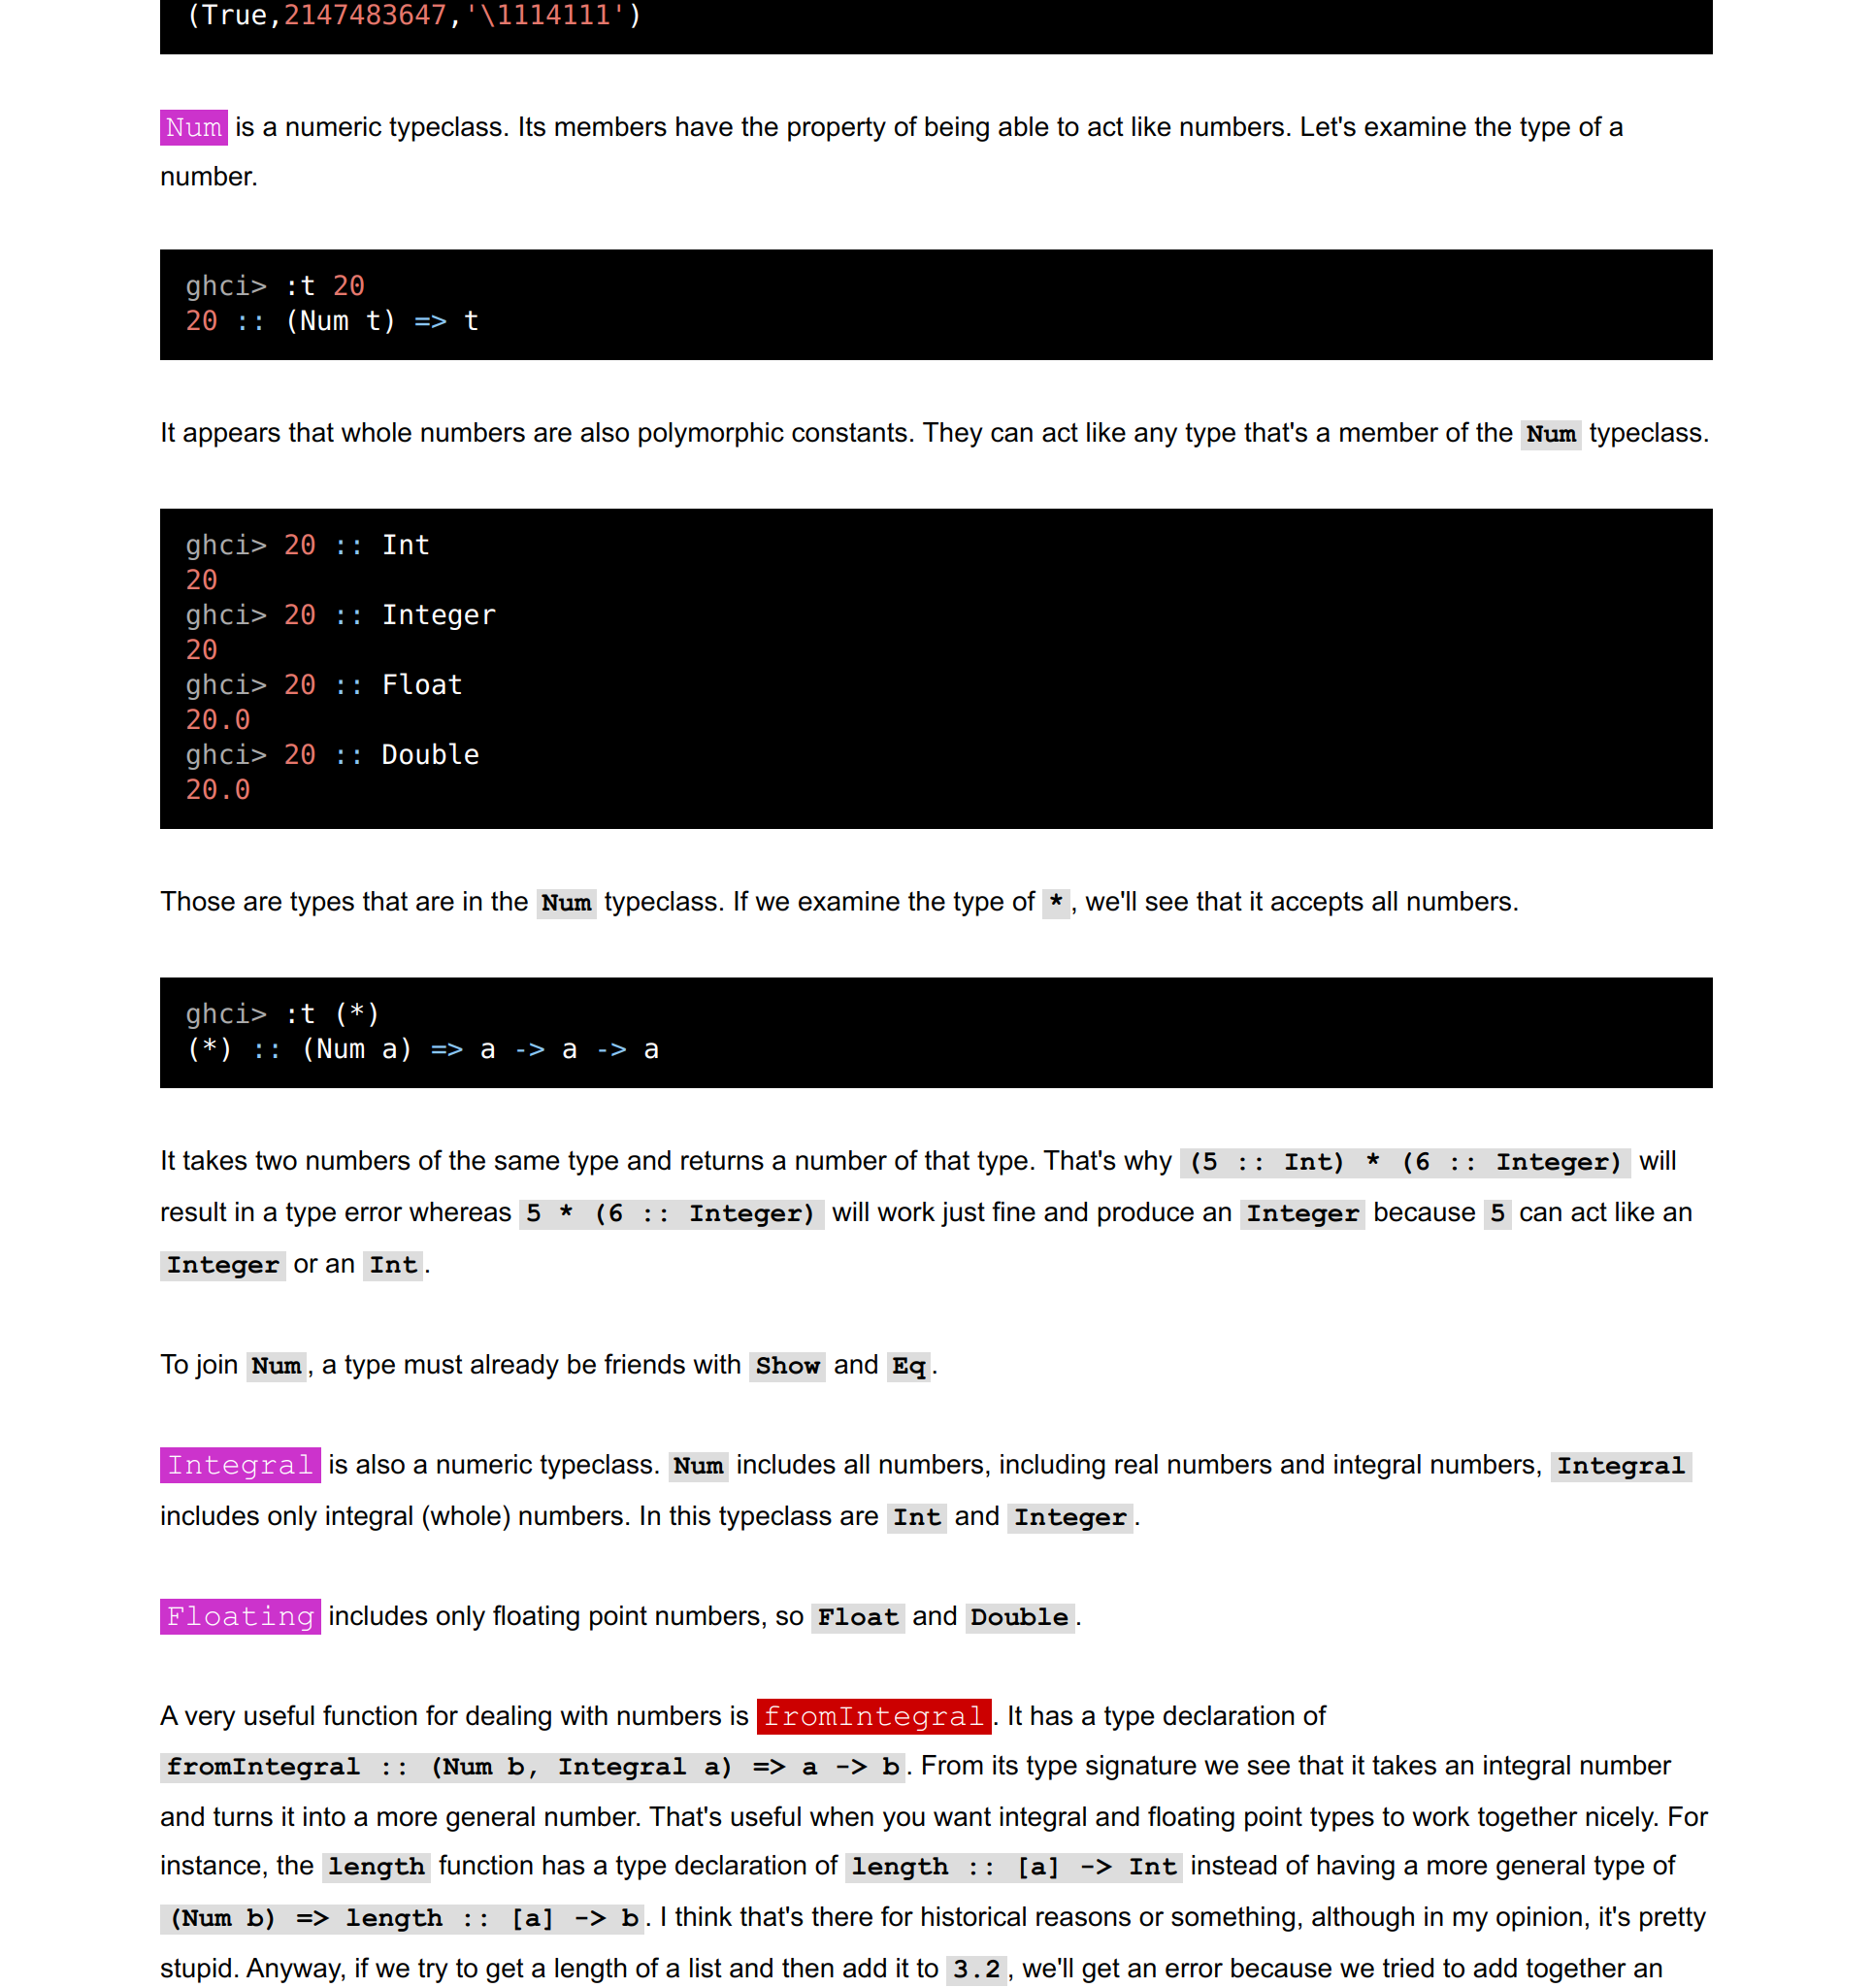 (True,2147483647,'\1114111')
Num is a numeric typeclass. Its members have the property of being able to act like numbers. Let's examine the type of a
number.
ghci> :t 20
20 :: (Num t) => t
It appears that whole numbers are also polymorphic constants. They can act like any type that's a member of the Num typeclass.
ghci> 20 :: Int
20
ghci> 20 :: Integer
20
ghci> 20 :: Float
20.0
ghci> 20 :: Double
20.0
Those are types that are in the Num typeclass. If we examine the type of *, we'll see that it accepts all numbers.
ghci> :t (*)
(*) :: (Num a) => a -> a -> a
It takes two numbers of the same type and returns a number of that type. That's why (5 :: Int) * (6 :: Integer) will
result in a type error whereas 5 * (6 :: Integer) will work just fine and produce an Integer because 5 can act like an
Integer or an Int.
To join Num, a type must already be friends with Show and Eq.
Integral is also a numeric typeclass. Num includes all numbers, including real numbers and integral numbers, Integral
includes only integral (whole) numbers. In this typeclass are Int and Integer.
Floating includes only floating point numbers, so Float and Double.
A very useful function for dealing with numbers is fromIntegral. It has a type declaration of
fromIntegral :: (Num b, Integral a) => a -> b. From its type signature we see that it takes an integral number
and turns it into a more general number. That's useful when you want integral and floating point types to work together nicely. For
instance, the length function has a type declaration of length :: [a] -> Int instead of having a more general type of
(Num b) => length :: [a] -> b. I think that's there for historical reasons or something, although in my opinion, it's pretty
stupid. Anyway, if we try to get a length of a list and then add it to 3.2, we'll get an error because we tried to add together an